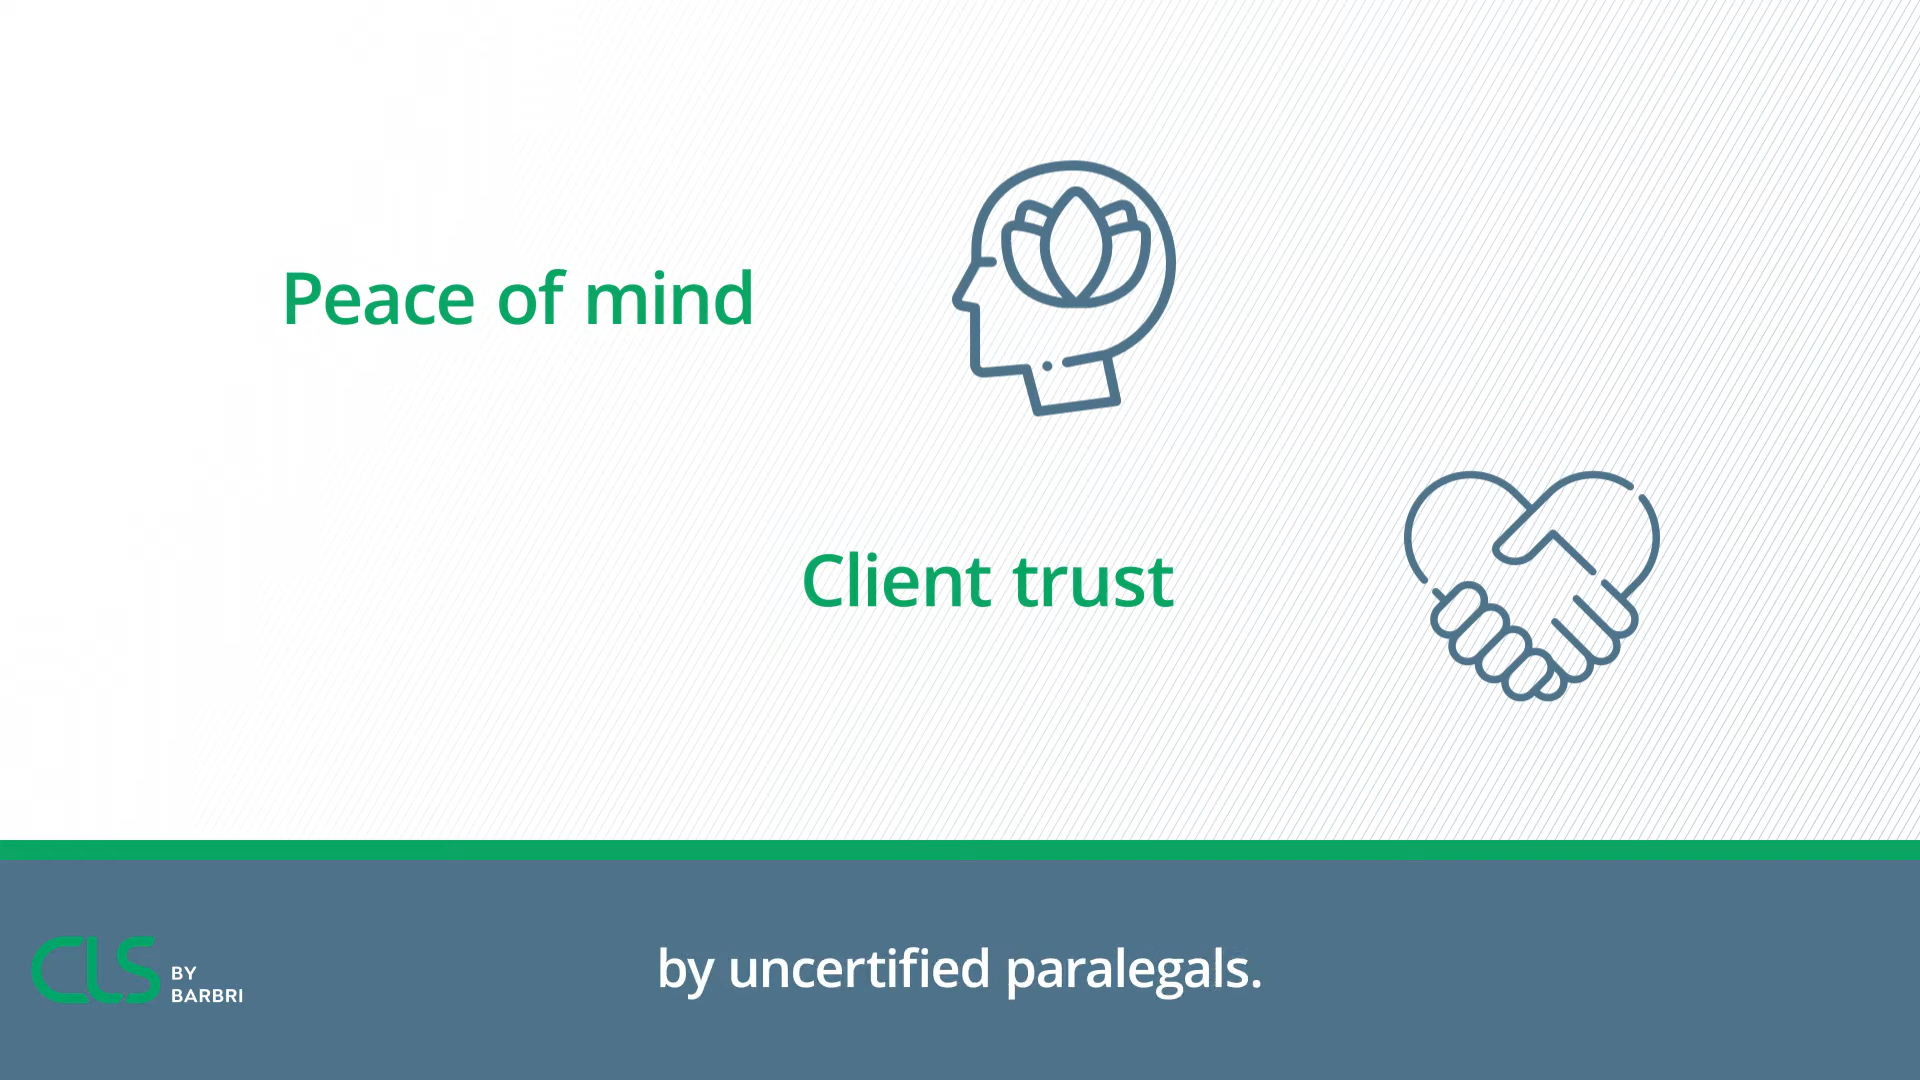 Peace of mind
Client trust
CLS BY
BARBRI
by uncertified paralegals.